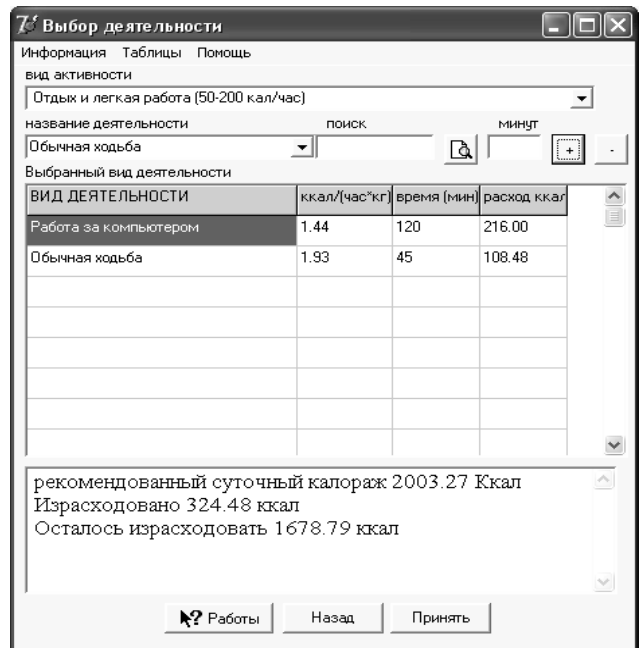 Выбор деятельности
Информация Таблицы Помощь
вид активности
Отдых и легкая работа (50-200 кал/час)
название деятельности поиск минут
Обычная ходьба + -
Выбранный вид деятельности
ВИД ДЕЯТЕЛЬНОСТИ ккал/(час*кг) время (мин) расход ккал
Работа за компьютером 1.44 120 216.00
Обычная ходьба 1.93 45 108.48
рекомендованный суточный калораж 2003.27 Ккал
Израсходовано 324.48 ккал
Осталось израсходовать 1678.79 ккал
? Работы Назад Принять